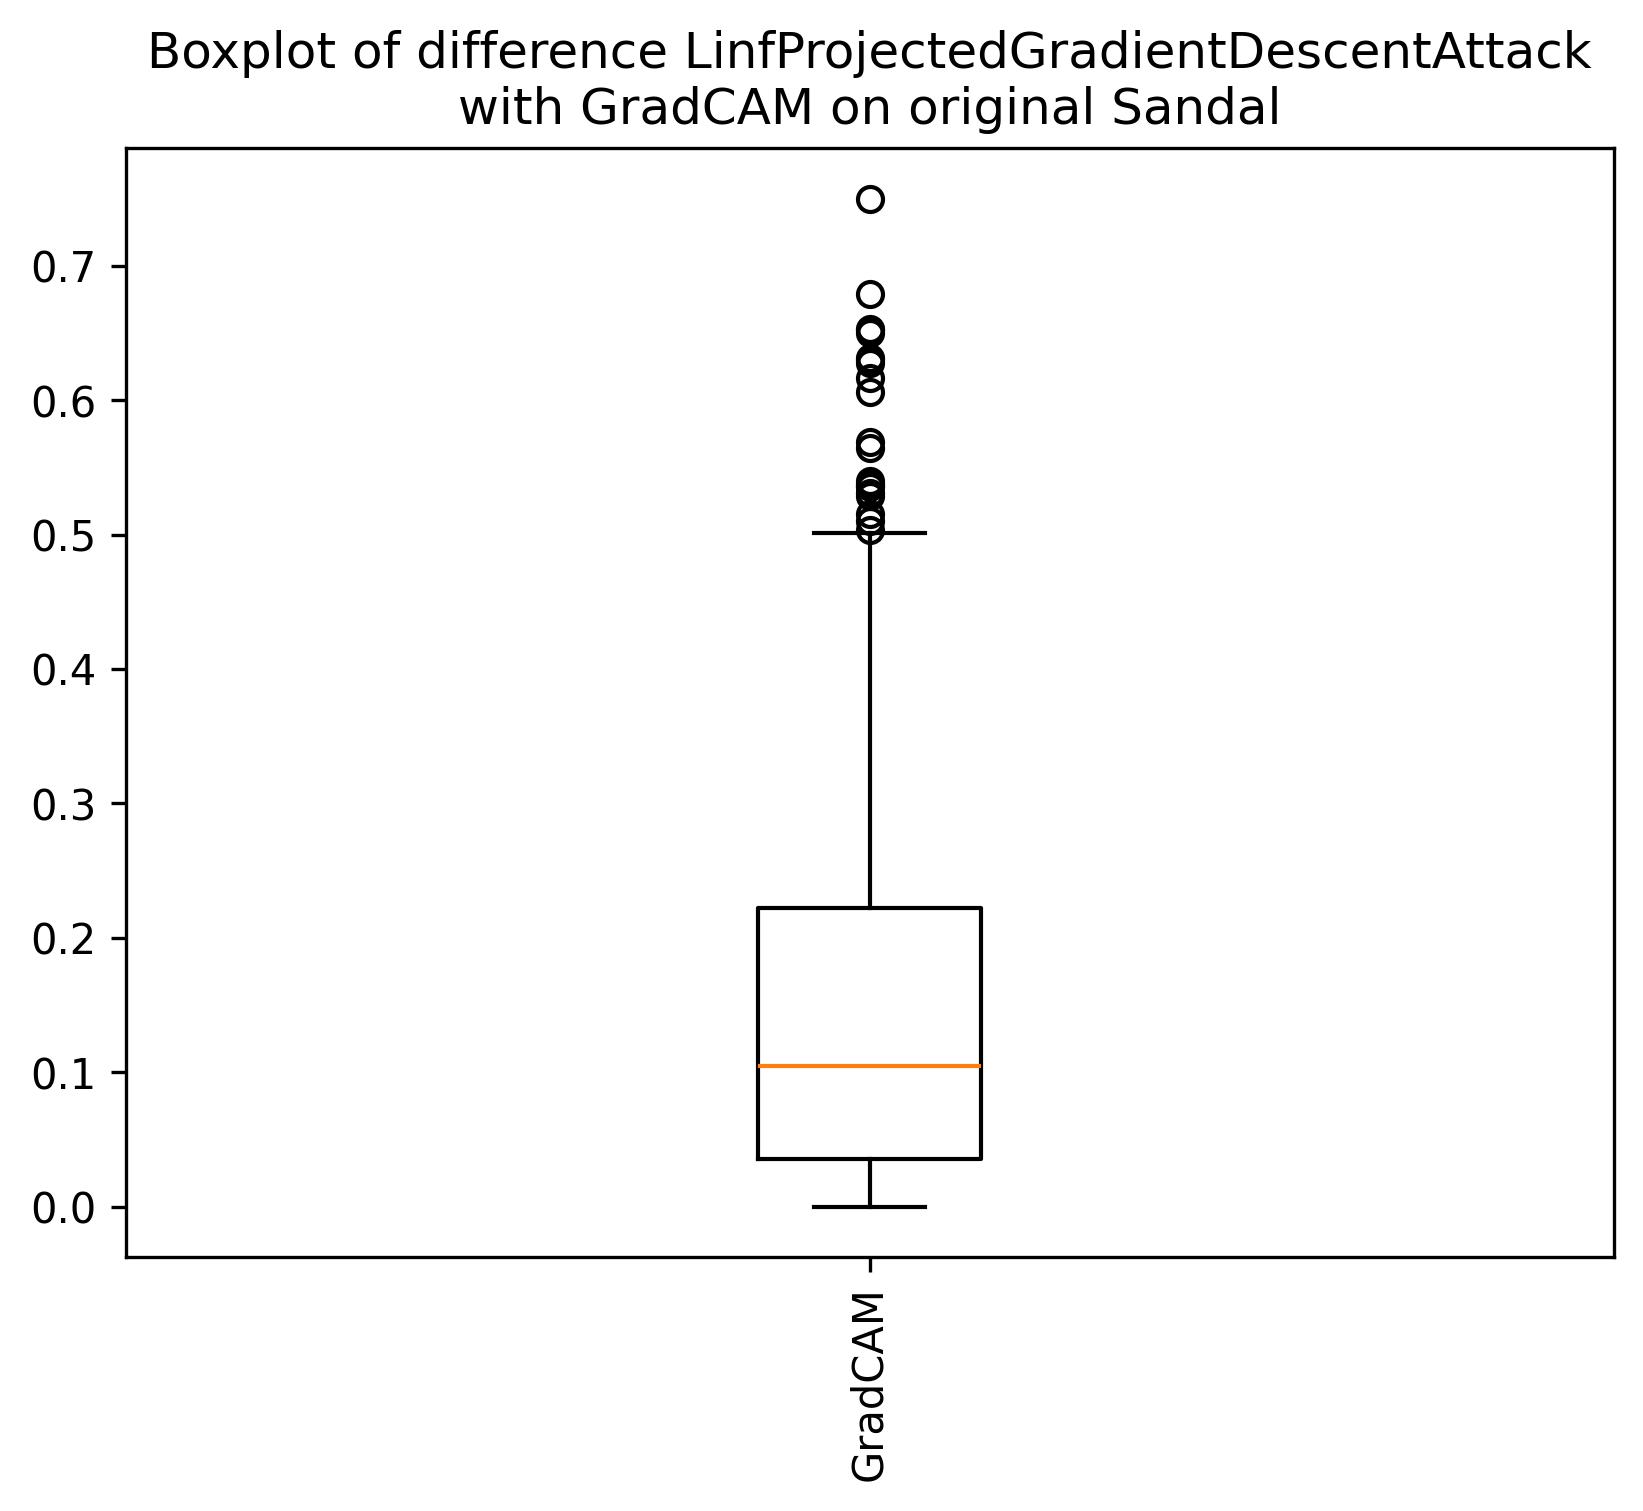 Boxplot of difference LinfProjectedGradientDescentAttack
with GradCAM on original Sandal
0.7
0.6
0.5
0.4
0.3
0.2
0.1
0.0
GradCAM